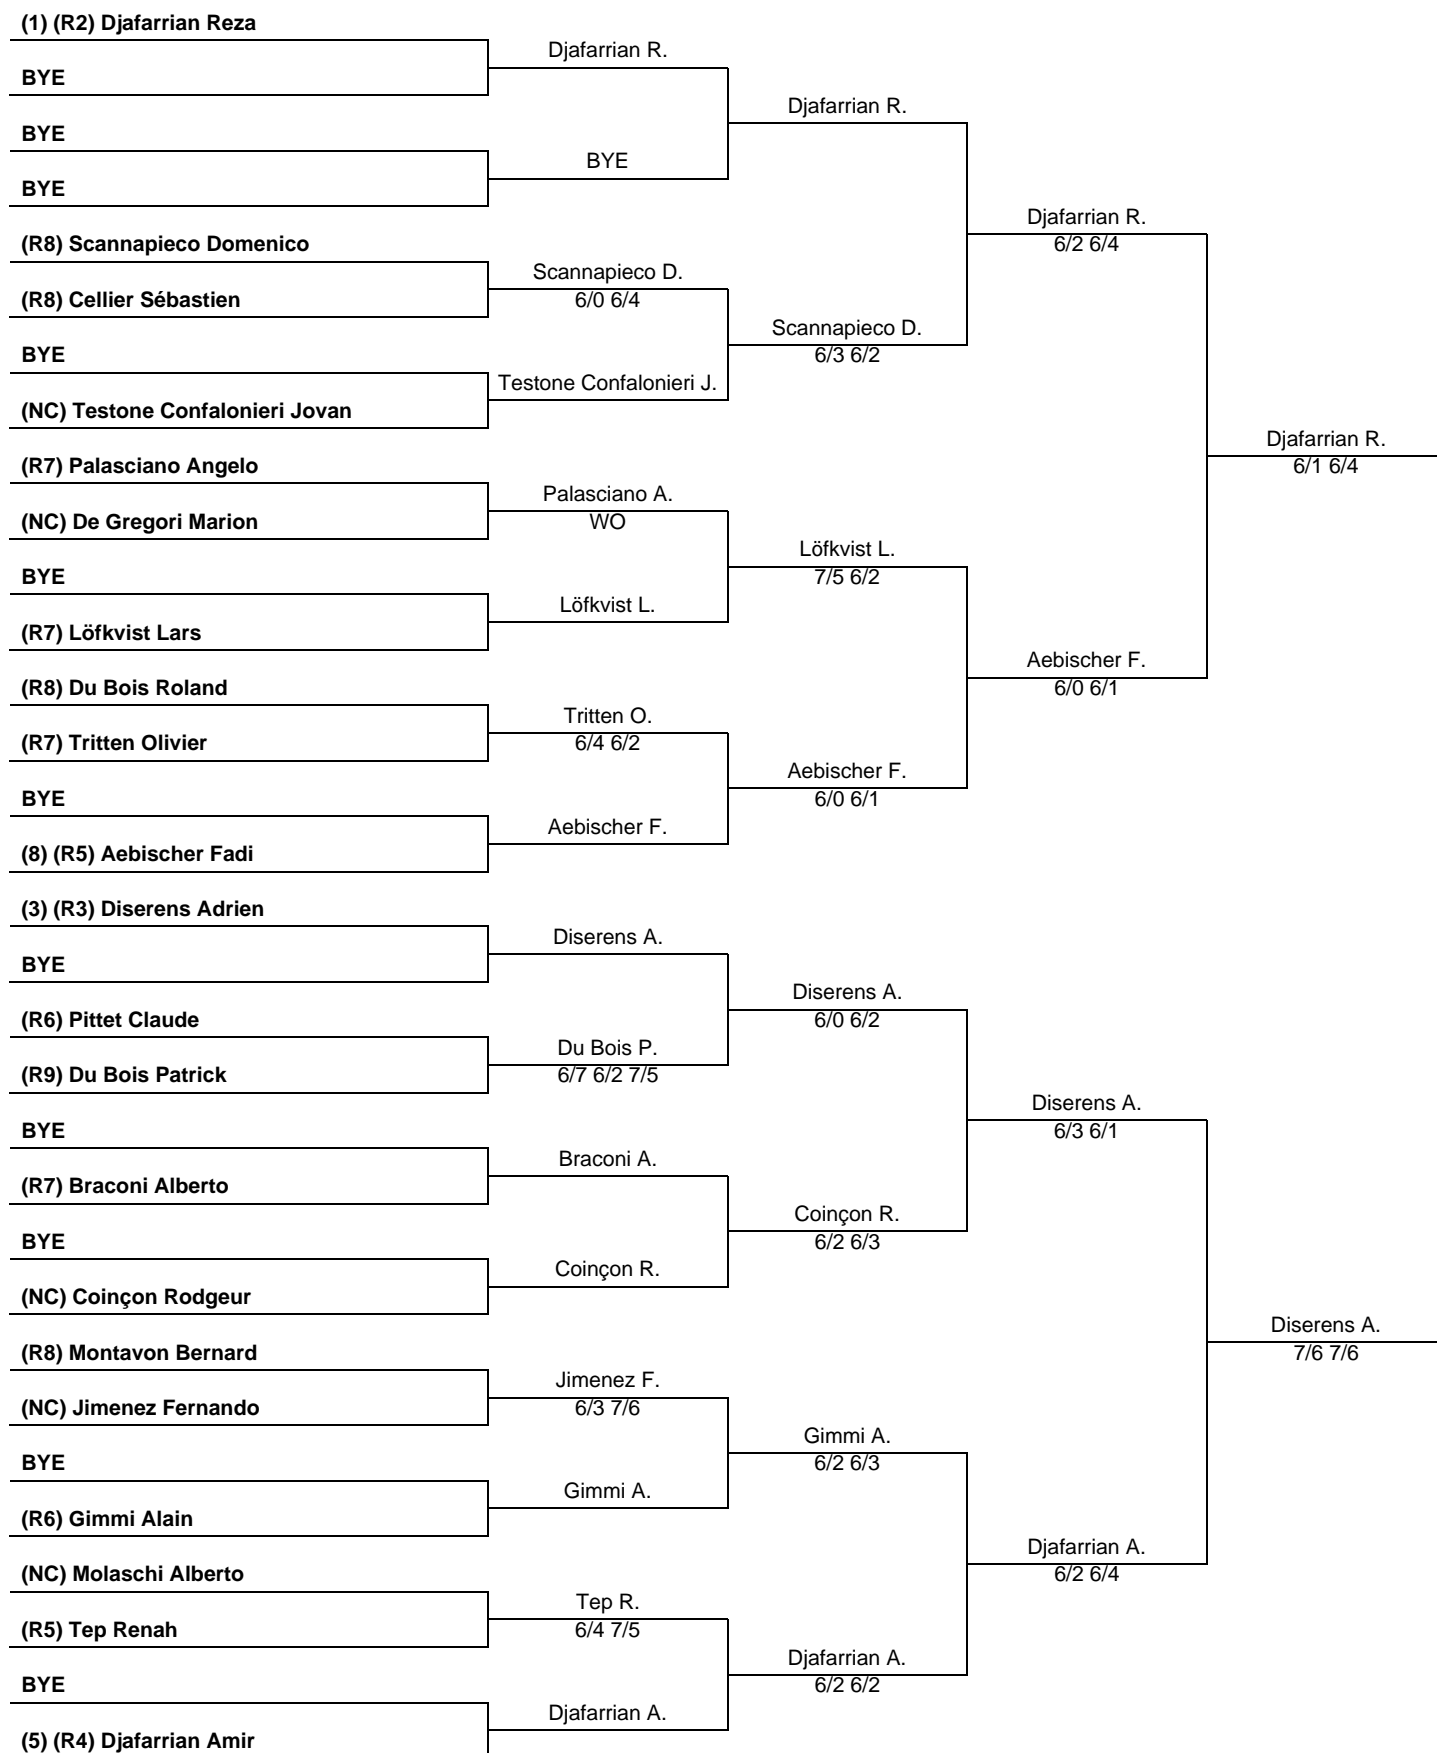 (1) (R2) Djafarrian Reza
Djafarrian R.
BYE
Djafarrian R.
BYE
BYE
BYE
Djafarrian R.
6/2 6/4
(R8) Scannapieco Domenico
Scannapieco D.
6/0 6/4
(R8) Cellier Sébastien
Scannapieco D.
6/3 6/2
BYE
Testone Confalonieri J.
(NC) Testone Confalonieri Jovan
Djafarrian R.
6/1 6/4
(R7) Palasciano Angelo
Palasciano A.
WO
(NC) De Gregori Marion
Löfkvist L.
7/5 6/2
BYE
Löfkvist L.
(R7) Löfkvist Lars
Aebischer F.
6/0 6/1
(R8) Du Bois Roland
Tritten O.
6/4 6/2
(R7) Tritten Olivier
Aebischer F.
6/0 6/1
BYE
Aebischer F.
(8) (R5) Aebischer Fadi
(3) (R3) Diserens Adrien
Diserens A.
BYE
Diserens A.
6/0 6/2
(R6) Pittet Claude
Du Bois P.
6/7 6/2 7/5
(R9) Du Bois Patrick
Diserens A.
6/3 6/1
BYE
Braconi A.
(R7) Braconi Alberto
Coinçon R.
6/2 6/3
BYE
Coinçon R.
(NC) Coinçon Rodgeur
Diserens A.
7/6 7/6
(R8) Montavon Bernard
Jimenez F.
6/3 7/6
(NC) Jimenez Fernando
Gimmi A.
6/2 6/3
BYE
Gimmi A.
(R6) Gimmi Alain
Djafarrian A.
6/2 6/4
(NC) Molaschi Alberto
Tep R.
6/4 7/5
(R5) Tep Renah
Djafarrian A.
6/2 6/2
BYE
Djafarrian A.
(5) (R4) Djafarrian Amir